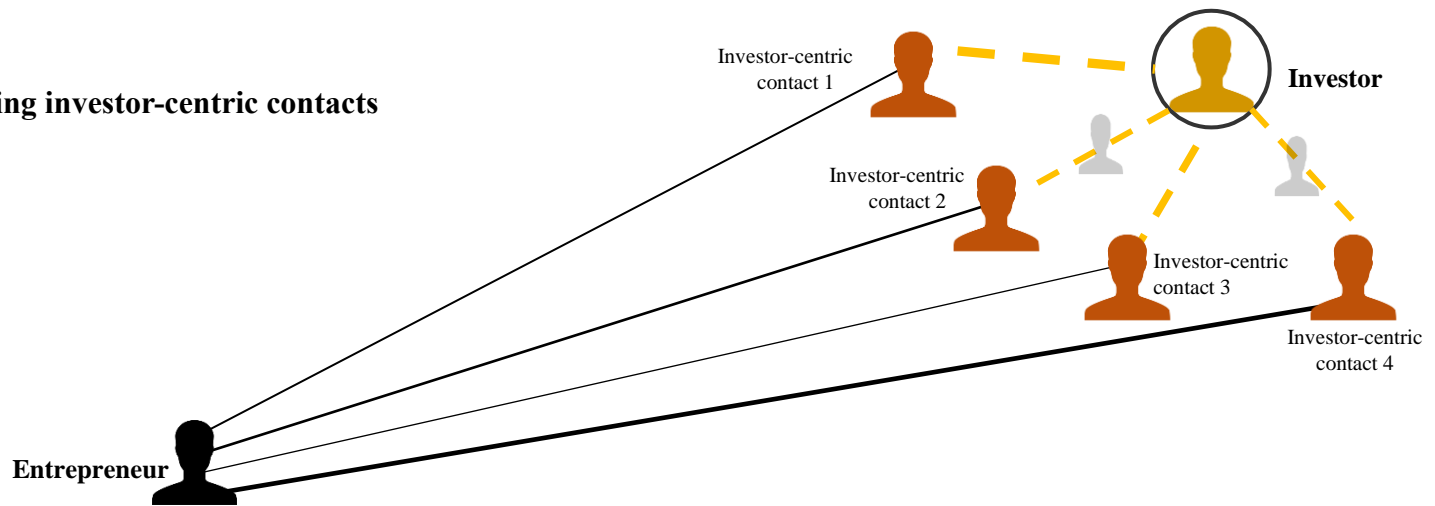 Investor-centric
contact 1
Investor
investor-centric contacts
Investor-centric
contact 2
Investor-centric
contact 3
Investor-centric
contact 4
Entrepreneur